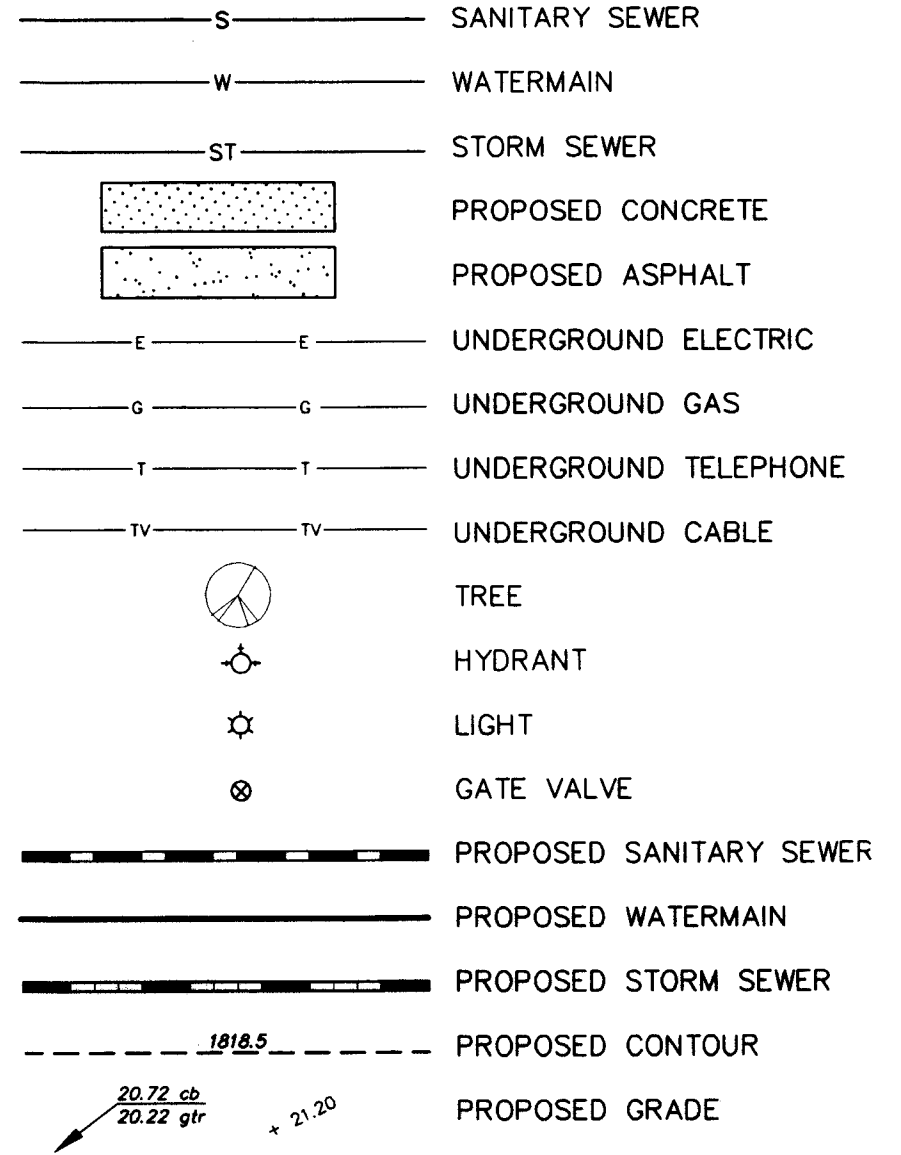 S SANITARY SEWER
W WATERMAIN
ST STORM SEWER
PROPOSED CONCRETE
PROPOSED ASPHALT
E E UNDERGROUND ELECTRIC
G G UNDERGROUND GAS
T T UNDERGROUND TELEPHONE
TV TV UNDERGROUND CABLE
TREE
HYDRANT
LIGHT
GATE VALVE
PROPOSED SANITARY SEWER
PROPOSED WATERMAIN
PROPOSED STORM SEWER
1818.5 PROPOSED CONTOUR
20.72 cb
20.22 gtr + 21.20 PROPOSED GRADE